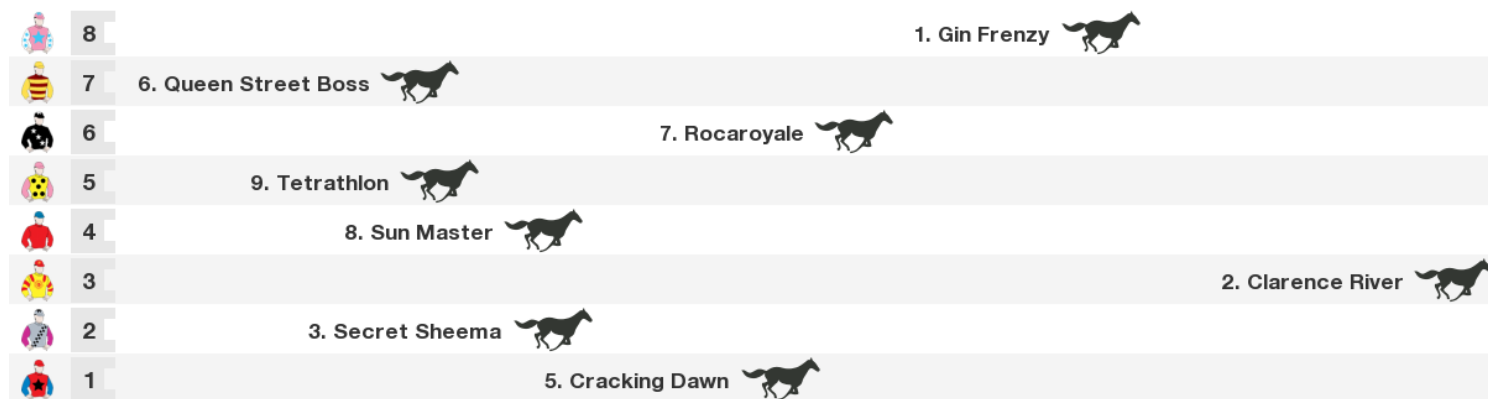 8 1. Gin Frenzy
7 6. Queen Street Boss
6 7. Rocaroyale
5 9. Tetrathlon
4 8. Sun Master
3 2. Clarence River
2 3. Secret Sheema
1 5. Cracking Dawn